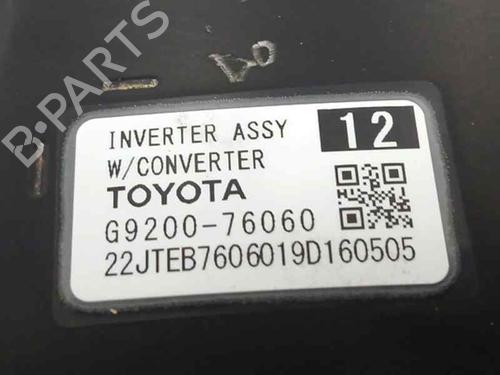 INVERTER ASSY 12
W/CONVERTER
TOYOTA
G9200-76060
22JTEB7606019D160505
B-PARTS